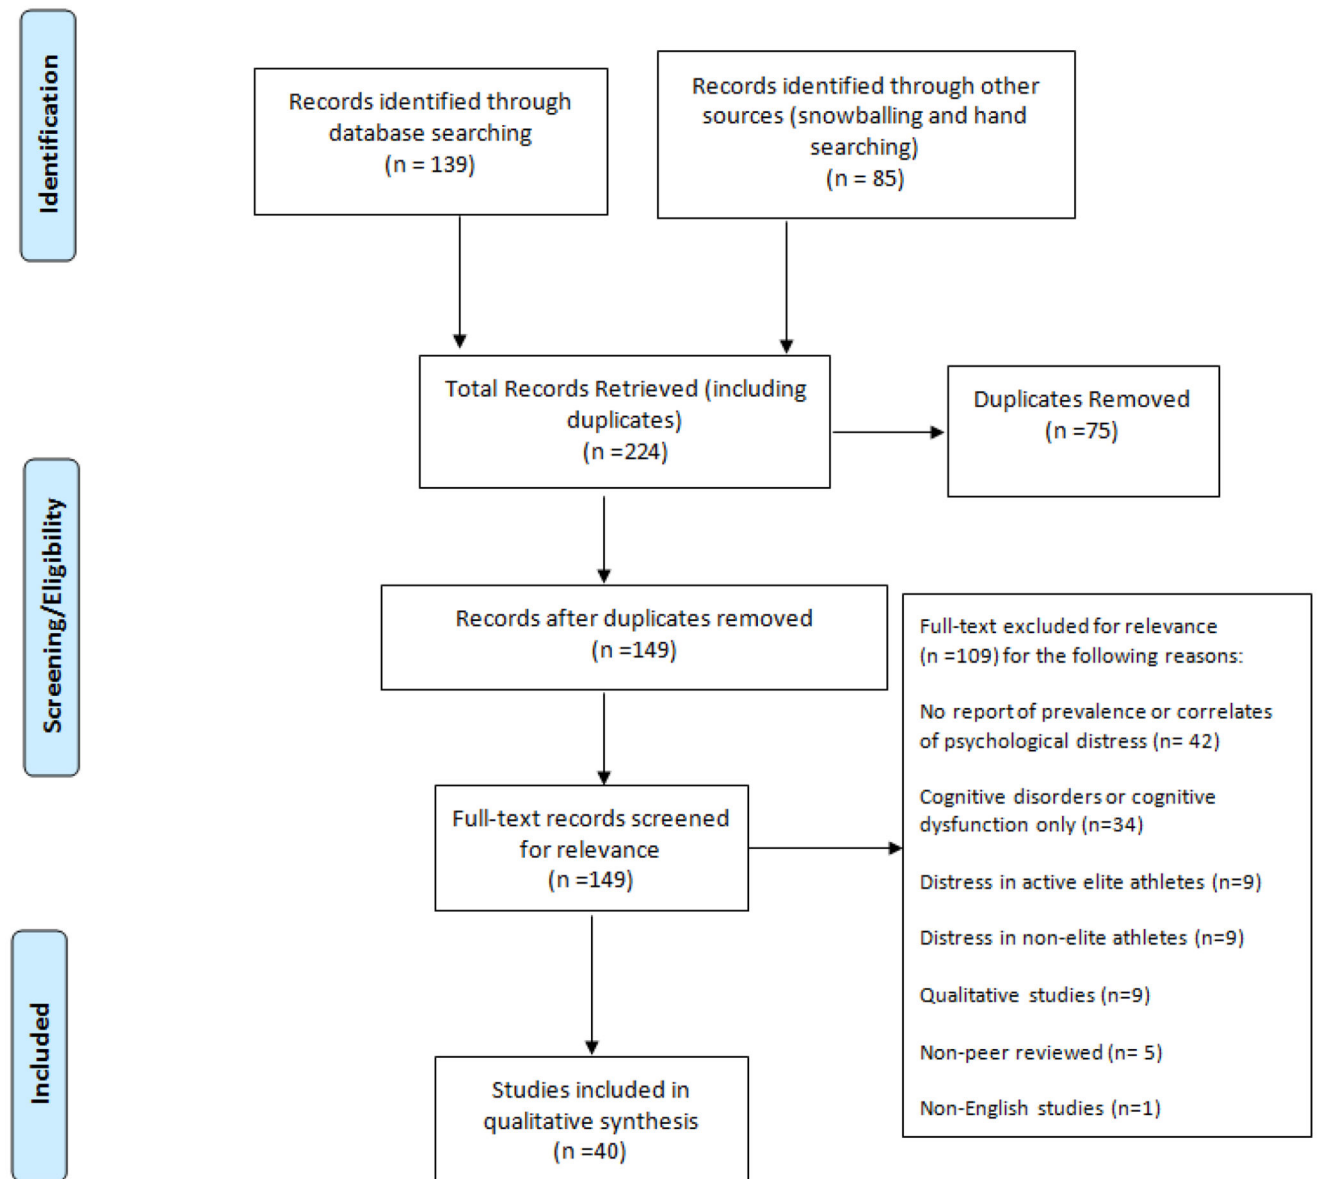 Identification
Records identified through
database searching
(n = 139)
Records identified through other
sources (snowballing and hand
searching)
(n = 85)
Total Records Retrieved (including
duplicates)
(n =224)
Duplicates Removed
(n =75)
Screening/Eligibility
Records after duplicates removed
(n =149)
Full-text records screened
for relevance
(n =149)
Full-text excluded for relevance
(n =109) for the following reasons:
No report of prevalence or correlates
of psychological distress (n= 42)
Cognitive disorders or cognitive
dysfunction only (n=34)
Distress in active elite athletes (n=9)
Distress in non-elite athletes (n=9)
Qualitative studies (n=9)
Non-peer reviewed (n= 5)
Non-English studies (n=1)
Included
Studies included in
qualitative synthesis
(n =40)